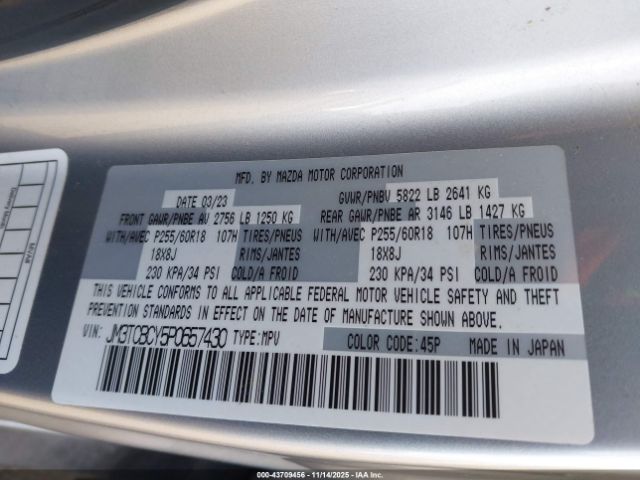 MFD. BY MAZDA MOTOR CORPORATION
DATE 03/23 GVWR/PNBV 5822 LB 2641 KG
FRONT GAWR/PNBE AV 2756 LB 1250 KG REAR GAWR/PNBE AR 3146 LB 1427 KG
WITH/AVEC P255/60R18 107H TIRES/PNEUS WITH/AVEC P255/60R18 107H TIRES/PNEUS
18X8J RIMS/JANTES 18X8J RIMS/JANTES
230 KPA/34 PSI COLD/A FROID 230 KPA/34 PSI COLD/A FROID
THIS VEHICLE CONFORMS TO ALL APPLICABLE FEDERAL MOTOR VEHICLE SAFETY AND THEFT
PREVENTION STANDARDS IN EFFECT ON THE DATE OF MANUFACTURE SHOWN ABOVE.
VIN: JM3TCBCY5P0657430 TYPE:MPV COLOR CODE:45P MADE IN JAPAN
00-43709456 | 11/14/2025 | IAA, Inc.